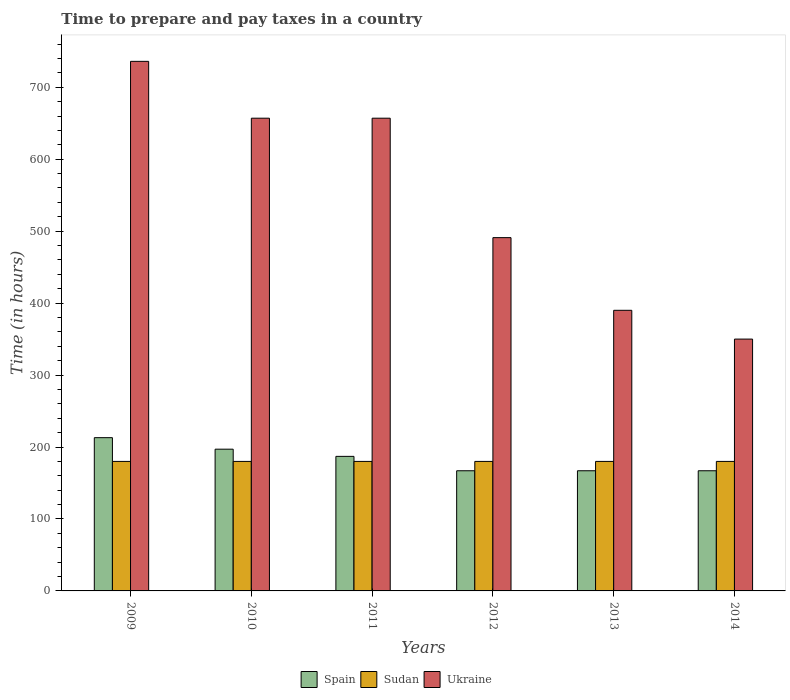 Time to prepare and pay taxes in a country
Time (in hours)
700
600
500
400
300
200
100
0
2009
2010
2011
2012
2013
2014
Years
Spain
Sudan
Ukraine